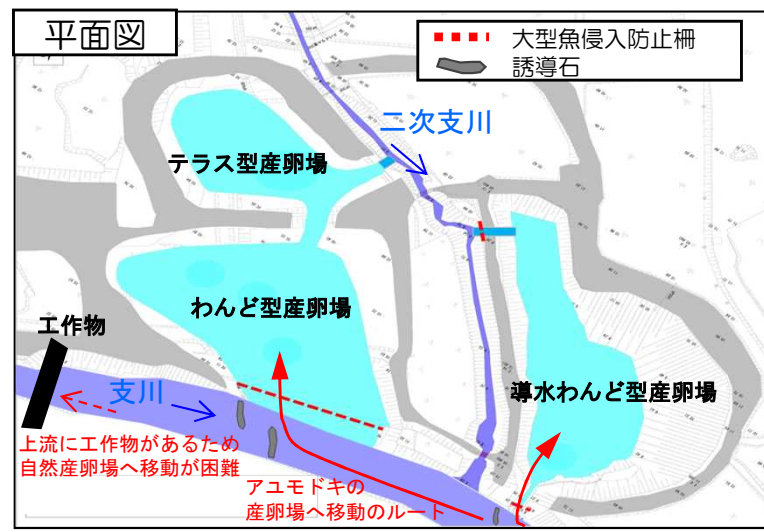 平面図
大型魚侵入防止柵
誘導石
二次支川
テラス型産卵場
わんど型産卵場
工作物
導水わんど型産卵場
支川
上流に工作物があるため
自然産卵場へ移動が困難
アユモドキの
産卵場へ移動のルート